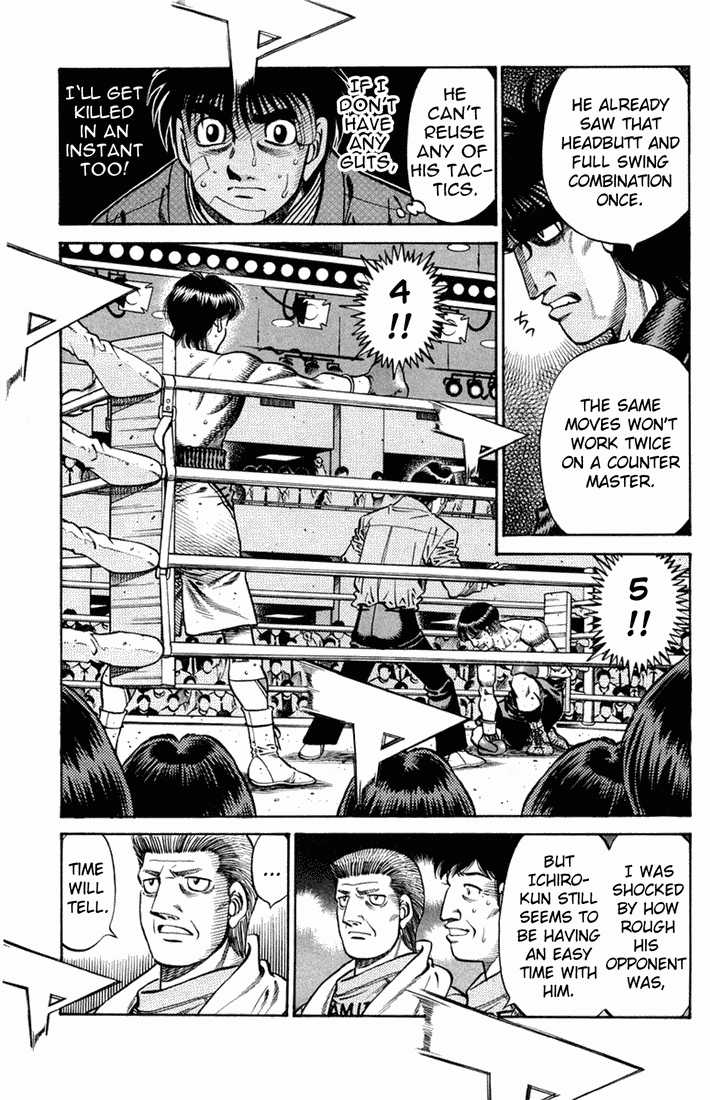 HE ALREADY
SAW THAT
HEADBUTT AND
FULL SWING
COMBINATION
ONCE.
THE SAME
MOVES WON'T
WORK TWICE
ON A COUNTER
MASTER.
HE
CAN'T
REUSE
ANY OF
HIS TAC-
TICS.
IF I
DON'T
HAVE
ANY
GUTS,
I'LL GET
KILLED
IN AN
INSTANT
TOO!
4
!!
5
!!
I WAS
SHOCKED
BY HOW
ROUGH
HIS
OPPONENT
WAS,
BUT
ICHIRO-
KUN STILL
SEEMS TO
BE HAVING
AN EASY
TIME WITH
HIM.
...
TIME
WILL
TELL.